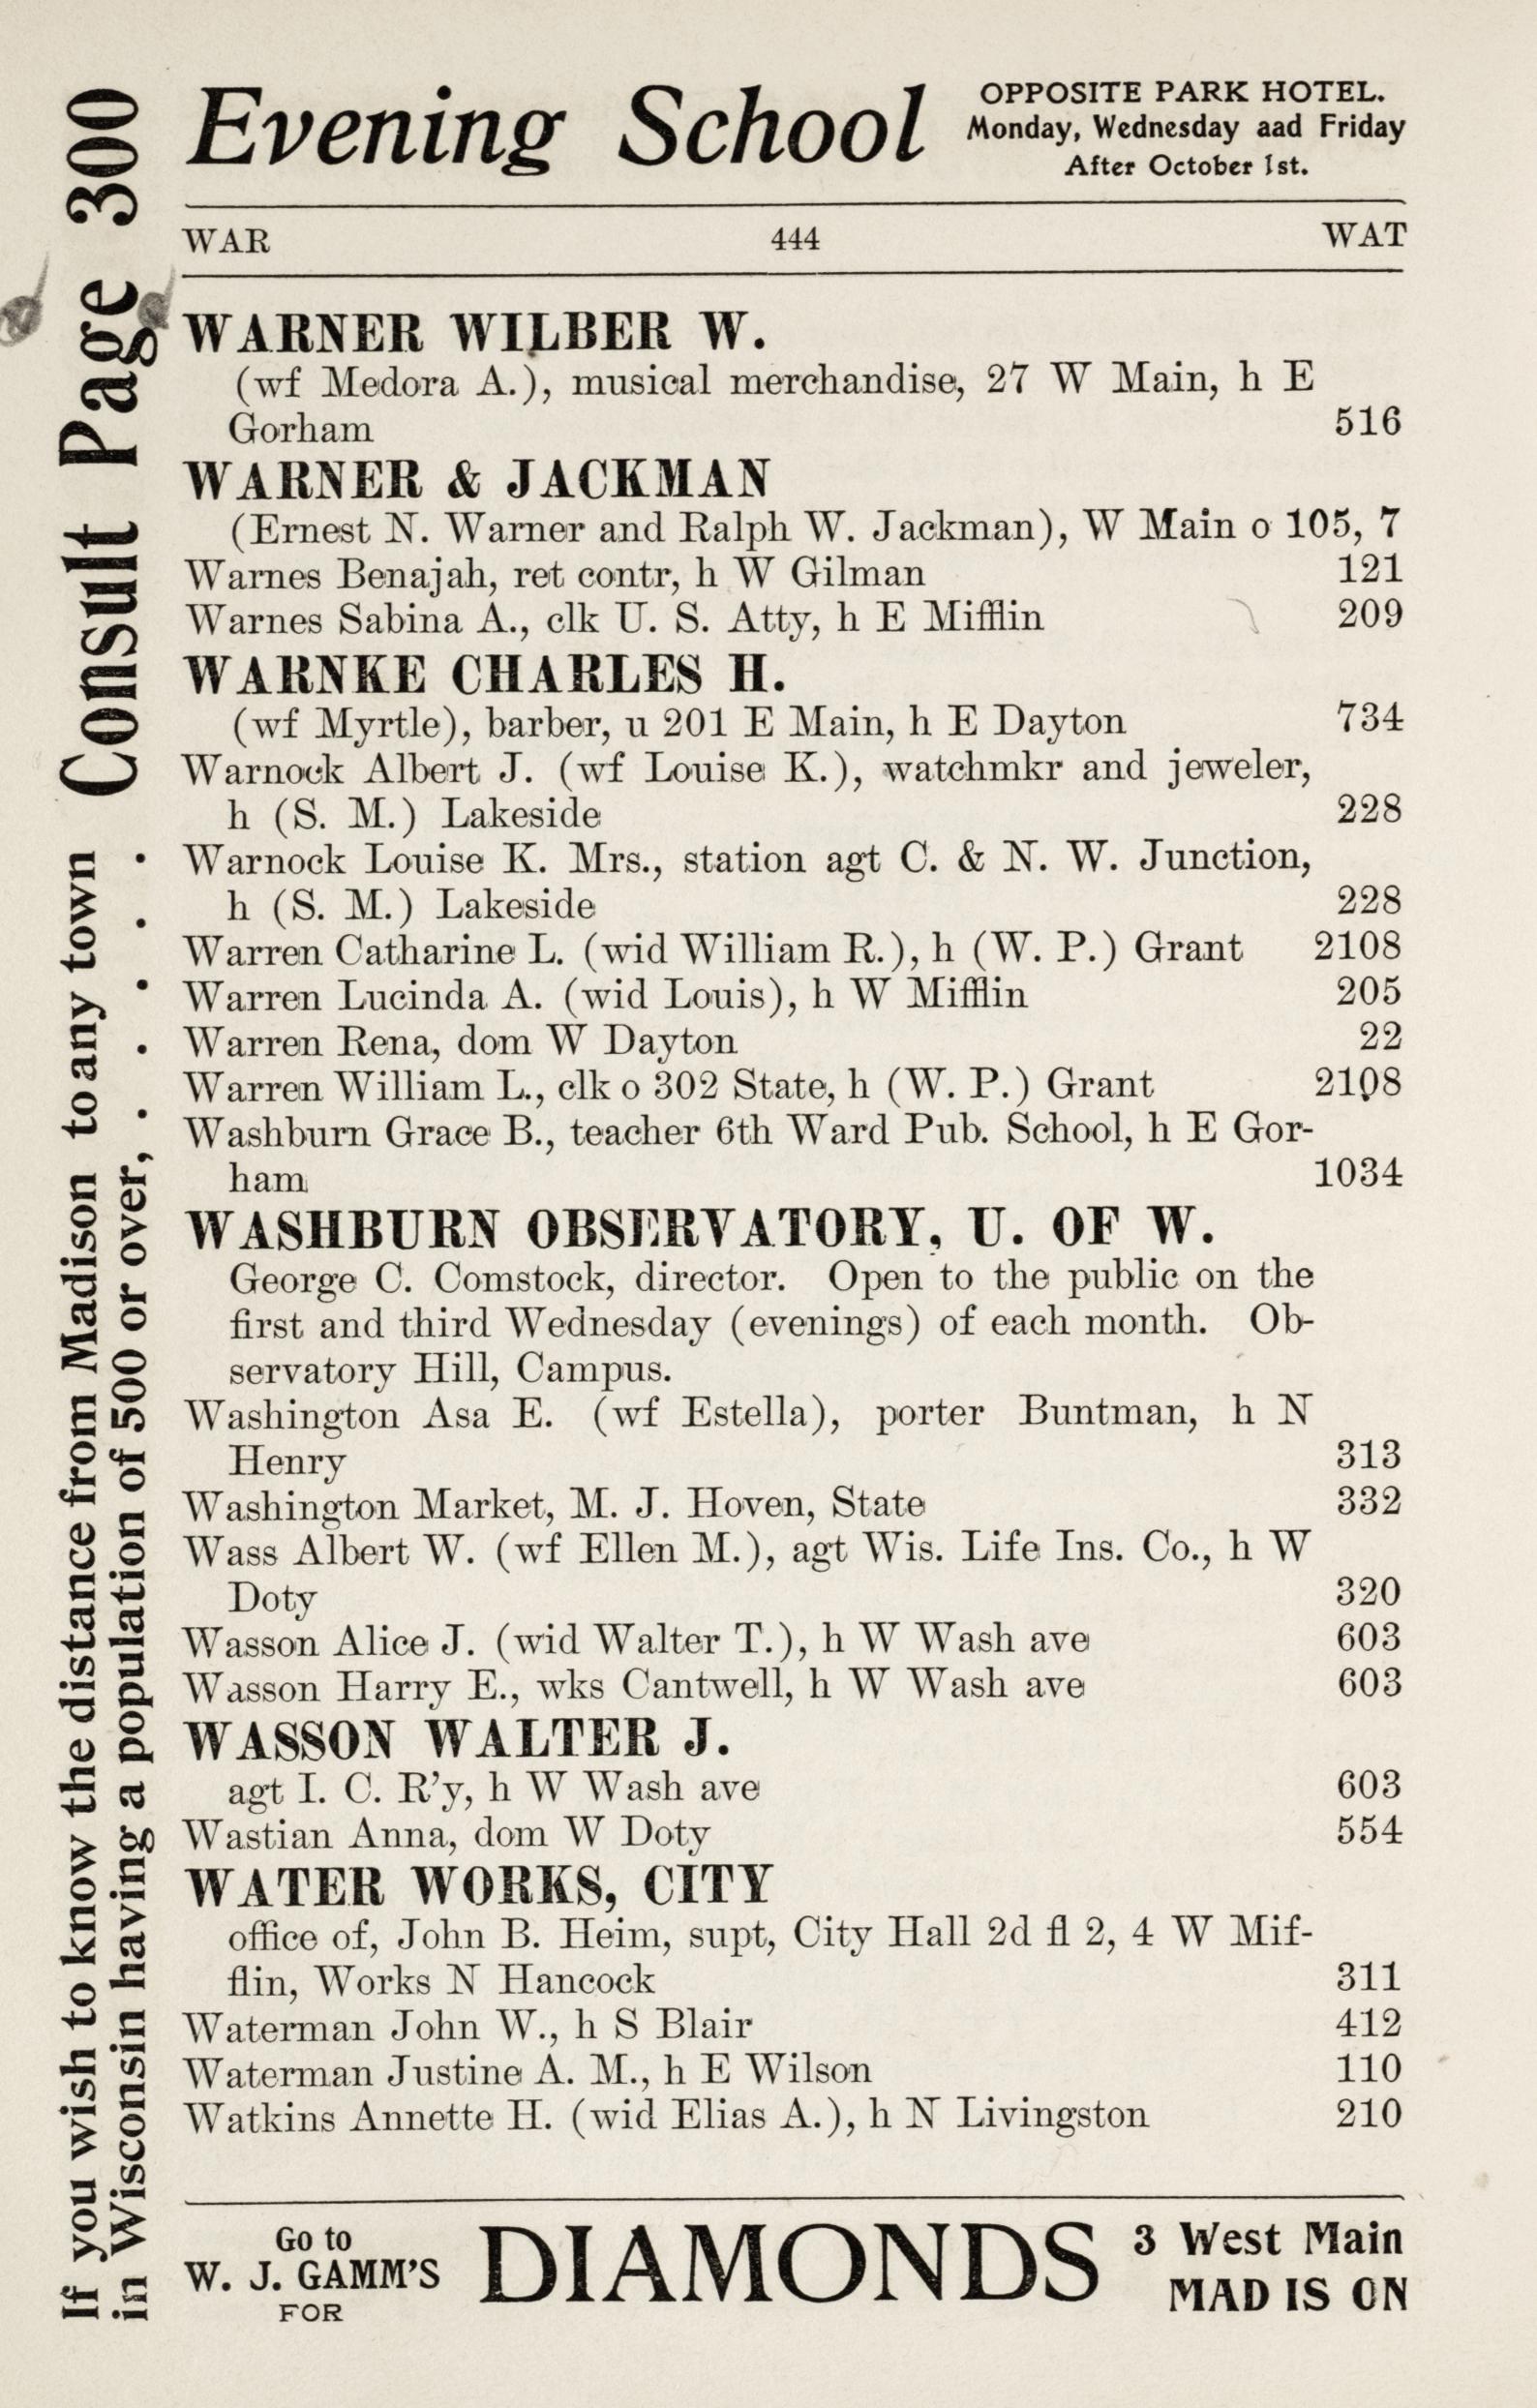 Evening School
OPPOSITE PARK HOTEL.
Monday, Wednesday aad Friday
After October 1st.
WAR 444 WAT
WARNER WILBER W.
(wf Medora A.), musical merchandise, 27 W Main, h E
Gorham 516
WARNER & JACKMAN
(Ernest N. Warner and Ralph W. Jackman), W Main o 105, 7
Warnes Benajah, ret contr, h W Gilman 121
Warnes Sabina A., clk U. S. Atty, h E Mifflin 209
WARNKE CHARLES H.
(wf Myrtle), barber, u 201 E Main, h E Dayton 734
Warnock Albert J. (wf Louise K.), watchmkr and jeweler,
h (S. M.) Lakeside 228
Warnock Louise K. Mrs., station agt C. & N. W. Junction,
h (S. M.) Lakeside 228
Warren Catharine L. (wid William R.), h (W. P.) Grant 2108
Warren Lucinda A. (wid Louis), h W Mifflin 205
Warren Rena, dom W Dayton 22
Warren William L., clk o 302 State, h (W. P.) Grant 2108
Washburn Grace B., teacher 6th Ward Pub. School, h E Gor-
ham 1034
WASHBURN OBSERVATORY, U. OF W.
George C. Comstock, director. Open to the public on the
first and third Wednesday (evenings) of each month. Ob-
servatory Hill, Campus.
Washington Asa E. (wf Estella), porter Buntman, h N
Henry 313
Washington Market, M. J. Hoven, State 332
Wass Albert W. (wf Ellen M.), agt Wis. Life Ins. Co., h W
Doty 320
Wasson Alice J. (wid Walter T.), h W Wash ave 603
Wasson Harry E., wks Cantwell, h W Wash ave 603
WASSON WALTER J.
agt I. C. R'y, h W Wash ave 603
Wastian Anna, dom W Doty 554
WATER WORKS, CITY
office of, John B. Heim, supt, City Hall 2d fl 2, 4 W Mif-
flin, Works N Hancock 311
Waterman John W., h S Blair 412
Waterman Justine A. M., h E Wilson 110
Watkins Annette H. (wid Elias A.), h N Livingston 210
Go to
W. J. GAMM'S
FOR
DIAMONDS
3 West Main
MADISON
If you wish to know the distance from Madison to any town
in Wisconsin having a population of 500 or over, . . . . .
Consult Page 300